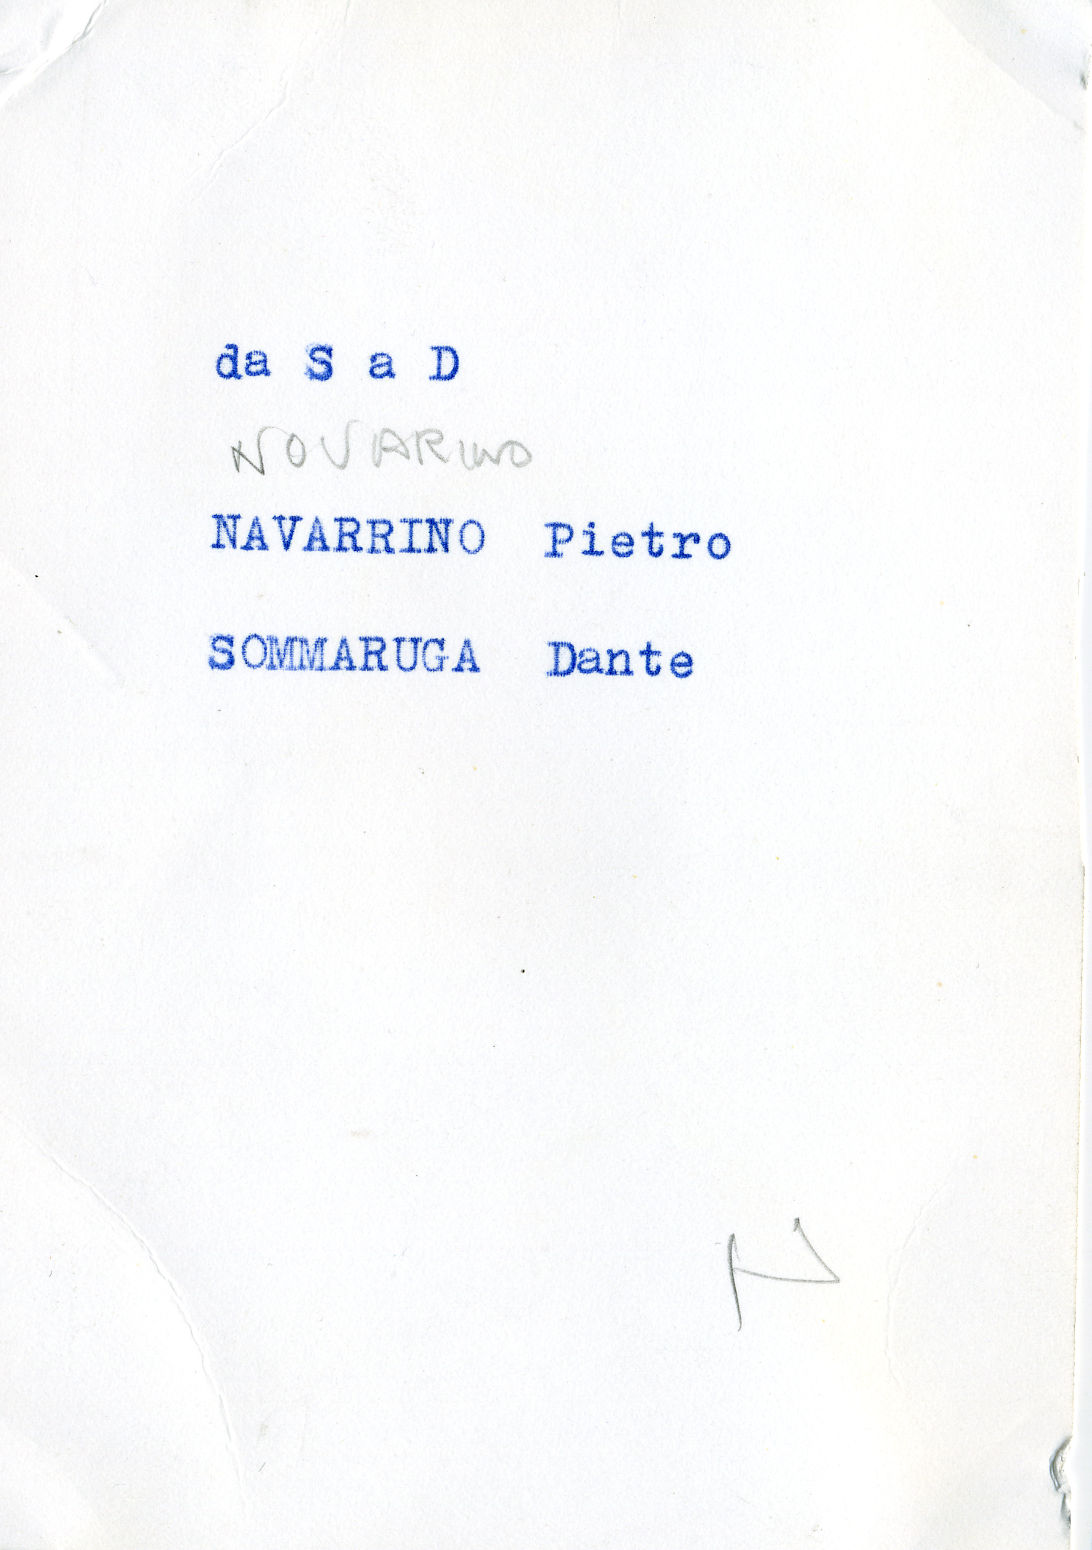 da S a D
NOVARINO
NAVARRINO Pietro
SOMMARUGA Dante
N